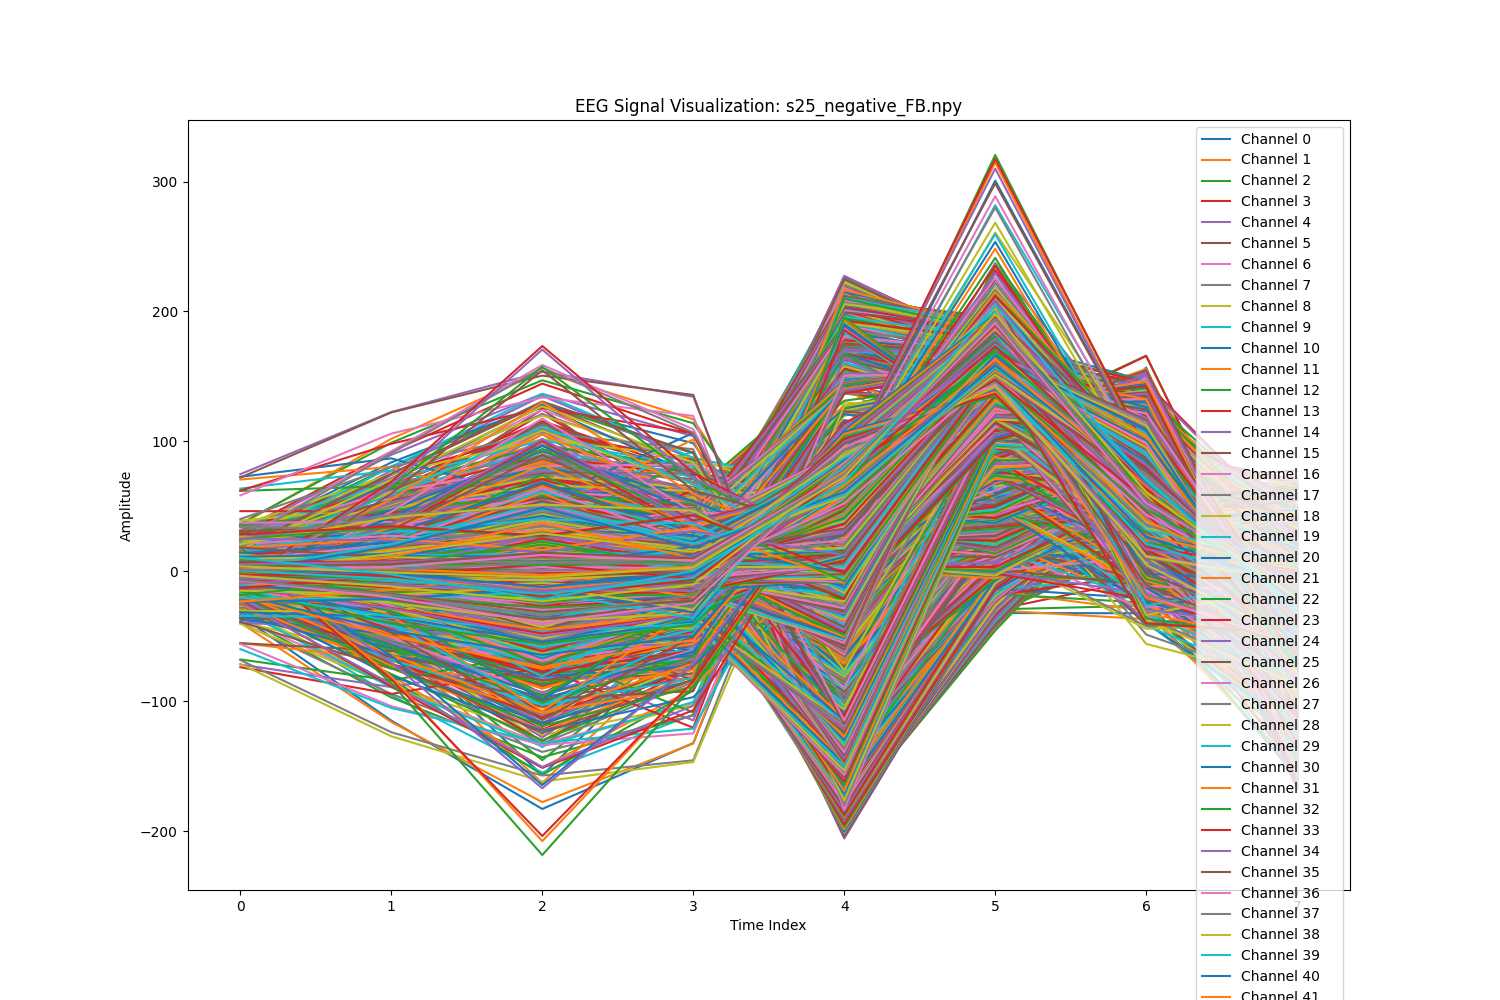 EEG Signal Visualization: s25_negative_FB.npy
Amplitude
300
200
100
0
−100
−200
0
1
2
3
4
5
6
7
Time Index
Channel 0
Channel 1
Channel 2
Channel 3
Channel 4
Channel 5
Channel 6
Channel 7
Channel 8
Channel 9
Channel 10
Channel 11
Channel 12
Channel 13
Channel 14
Channel 15
Channel 16
Channel 17
Channel 18
Channel 19
Channel 20
Channel 21
Channel 22
Channel 23
Channel 24
Channel 25
Channel 26
Channel 27
Channel 28
Channel 29
Channel 30
Channel 31
Channel 32
Channel 33
Channel 34
Channel 35
Channel 36
Channel 37
Channel 38
Channel 39
Channel 40
Channel 41